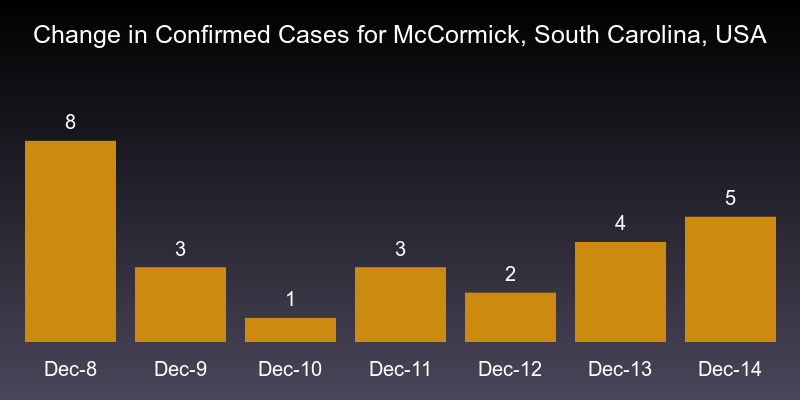 Change in Confirmed Cases for McCormick, South Carolina, USA
8
3
1
3
2
4
5
Dec-8
Dec-9
Dec-10
Dec-11
Dec-12
Dec-13
Dec-14